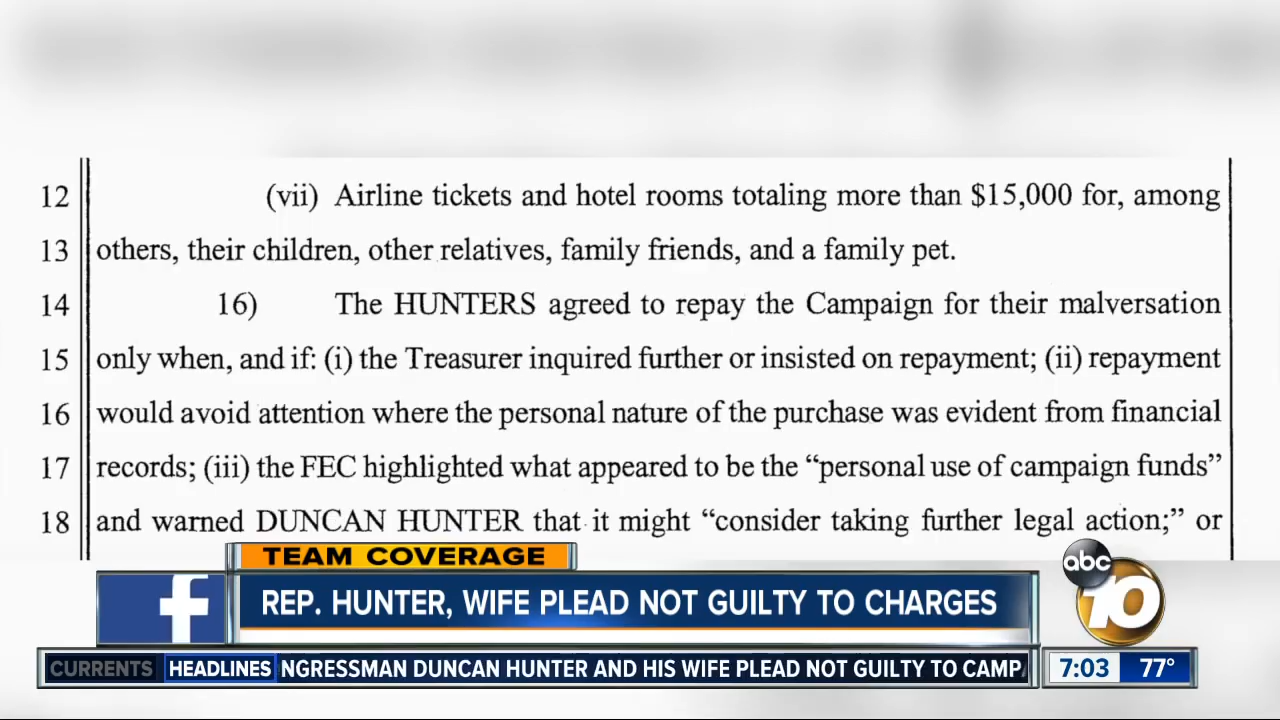 12 (vii) Airline tickets and hotel rooms totaling more than $15,000 for, among
13 others, their children, other relatives, family friends, and a family pet.
14 16) The HUNTERS agreed to repay the Campaign for their malversation
15 only when, and if: (i) the Treasurer inquired further or insisted on repayment; (ii) repayment
16 would avoid attention where the personal nature of the purchase was evident from financial
17 records; (iii) the FEC highlighted what appeared to be the “personal use of campaign funds”
18 and warned DUNCAN HUNTER that it might “consider taking further legal action;” or
TEAM COVERAGE
REP. HUNTER, WIFE PLEAD NOT GUILTY TO CHARGES
abc 10
CURRENTS HEADLINES NGRESSMAN DUNCAN HUNTER AND HIS WIFE PLEAD NOT GUILTY TO CAMPA
7:03 77°